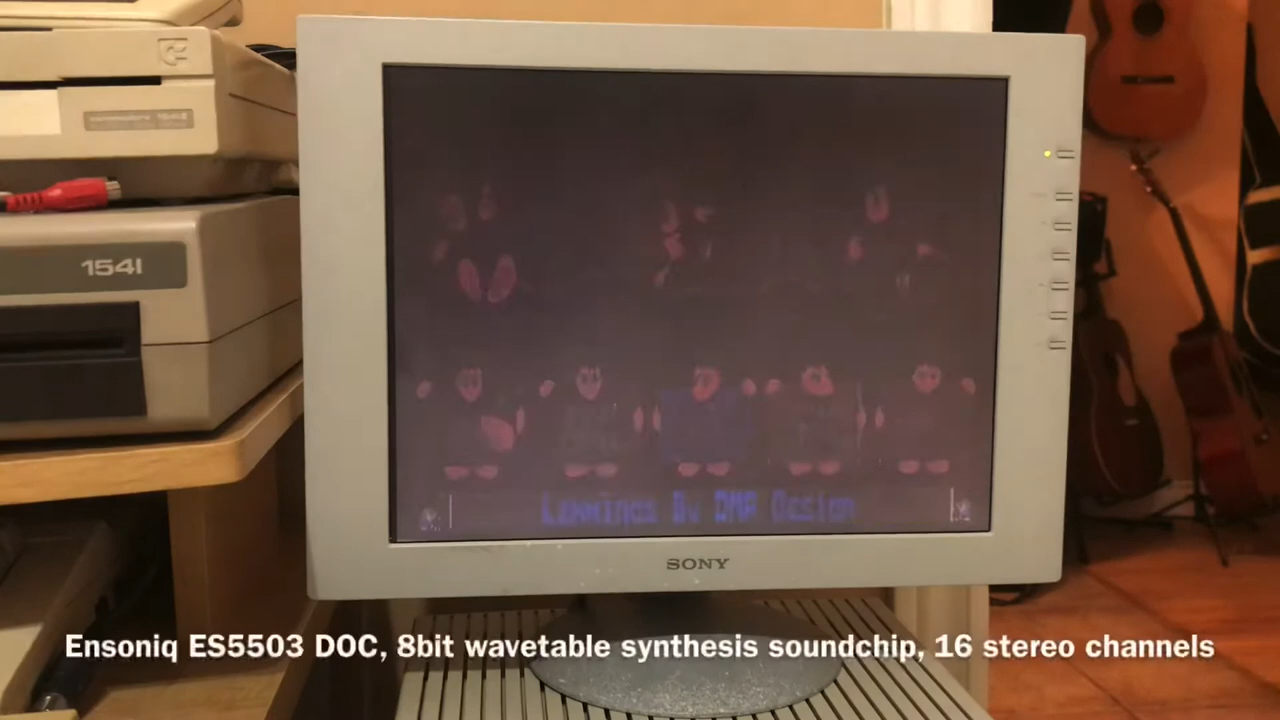 commodore 1541-II
1541
Lemmings By DMA Design
SONY
Ensoniq ES5503 DOC, 8bit wavetable synthesis soundchip, 16 stereo channels